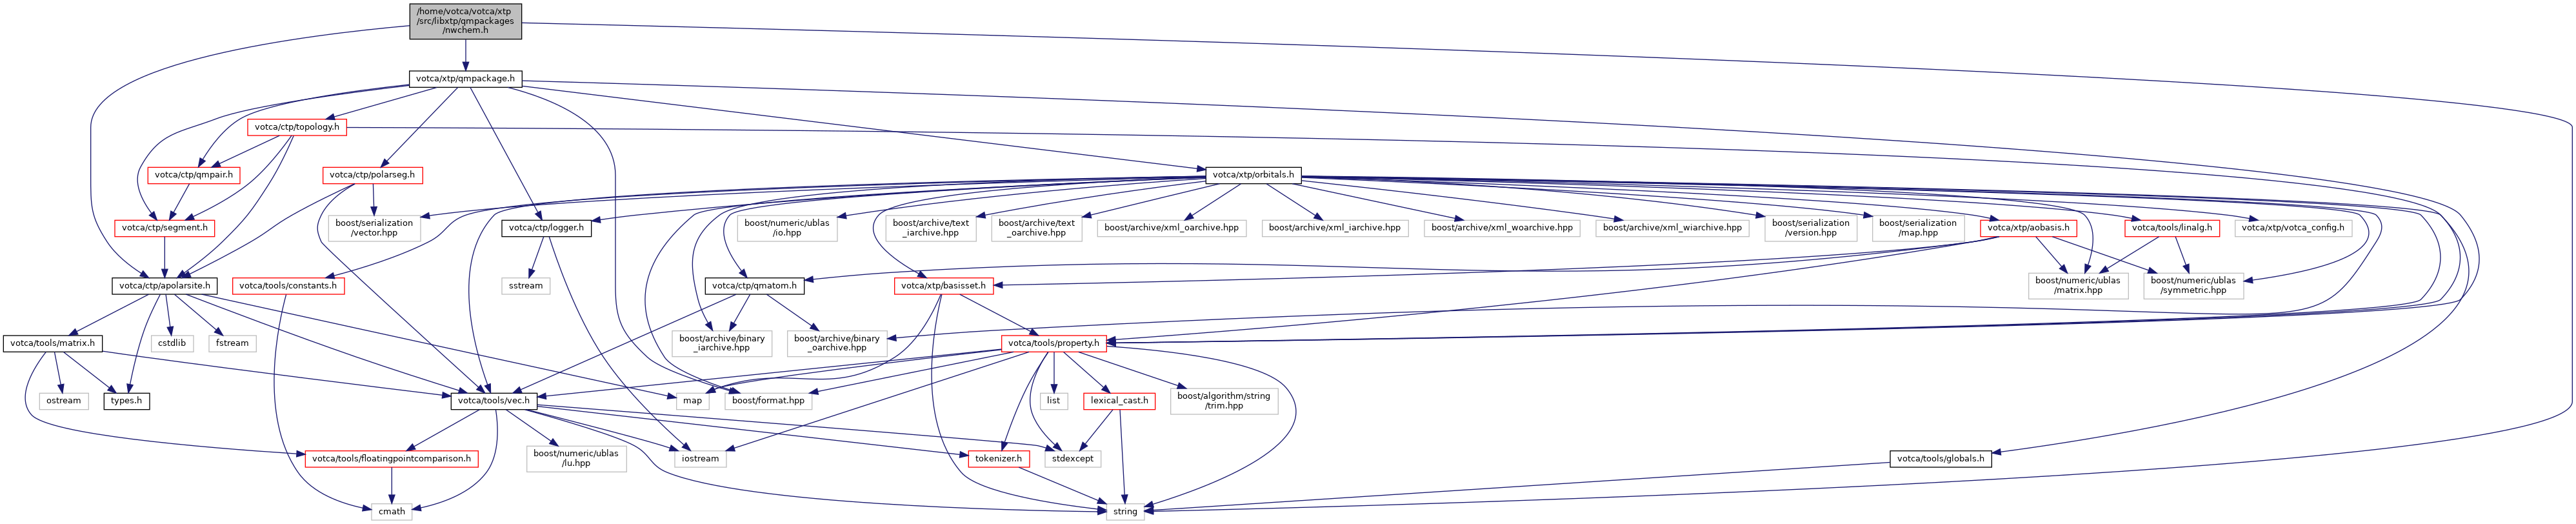 /home/votca/votca/xtp
/src/libxtp/qmpackages
/nwchem.h
votca/xtp/qmpackage.h
votca/ctp/topology.h
votca/ctp/qmpair.h
votca/ctp/polarseg.h
votca/xtp/orbitals.h
votca/ctp/segment.h
boost/serialization
/vector.hpp
votca/ctp/logger.h
boost/numeric/ublas
/io.hpp
boost/archive/text
_iarchive.hpp
boost/archive/text
_oarchive.hpp
boost/archive/xml_oarchive.hpp
boost/archive/xml_iarchive.hpp
boost/archive/xml_woarchive.hpp
boost/archive/xml_wiarchive.hpp
boost/serialization
/version.hpp
boost/serialization
/map.hpp
votca/xtp/aobasis.h
votca/tools/linalg.h
votca/xtp/votca_config.h
votca/ctp/apolarsite.h
votca/tools/constants.h
sstream
votca/ctp/qmatom.h
votca/xtp/basisset.h
boost/numeric/ublas
/matrix.hpp
boost/numeric/ublas
/symmetric.hpp
votca/tools/matrix.h
cstdlib
fstream
boost/archive/binary
_iarchive.hpp
boost/archive/binary
_oarchive.hpp
votca/tools/property.h
ostream
types.h
votca/tools/vec.h
map
boost/format.hpp
list
lexical_cast.h
boost/algorithm/string
/trim.hpp
votca/tools/floatingpointcomparison.h
boost/numeric/ublas
/lu.hpp
iostream
tokenizer.h
stdexcept
votca/tools/globals.h
cmath
string